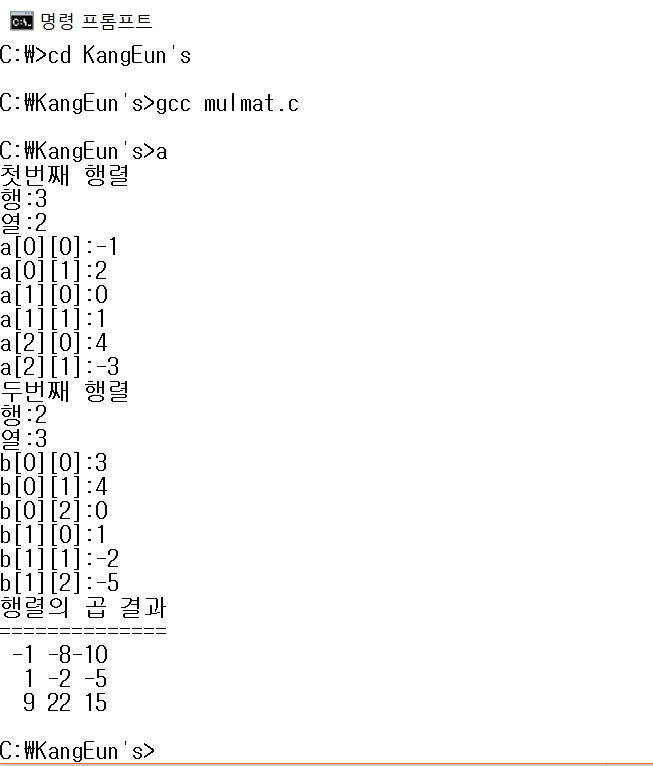 명령 프롬프트
C:\>cd KangEun's
C:\KangEun's>gcc mulmat.c
C:\KangEun's>a
첫번째 행렬
행:3
열:2
a[0][0]:-1
a[0][1]:2
a[1][0]:0
a[1][1]:1
a[2][0]:4
a[2][1]:-3
두번째 행렬
행:2
열:3
b[0][0]:3
b[0][1]:4
b[0][2]:0
b[1][0]:1
b[1][1]:-2
b[1][2]:-5
행렬의 곱 결과
==============
-1 -8-10
1 -2 -5
9 22 15
C:\KangEun's>